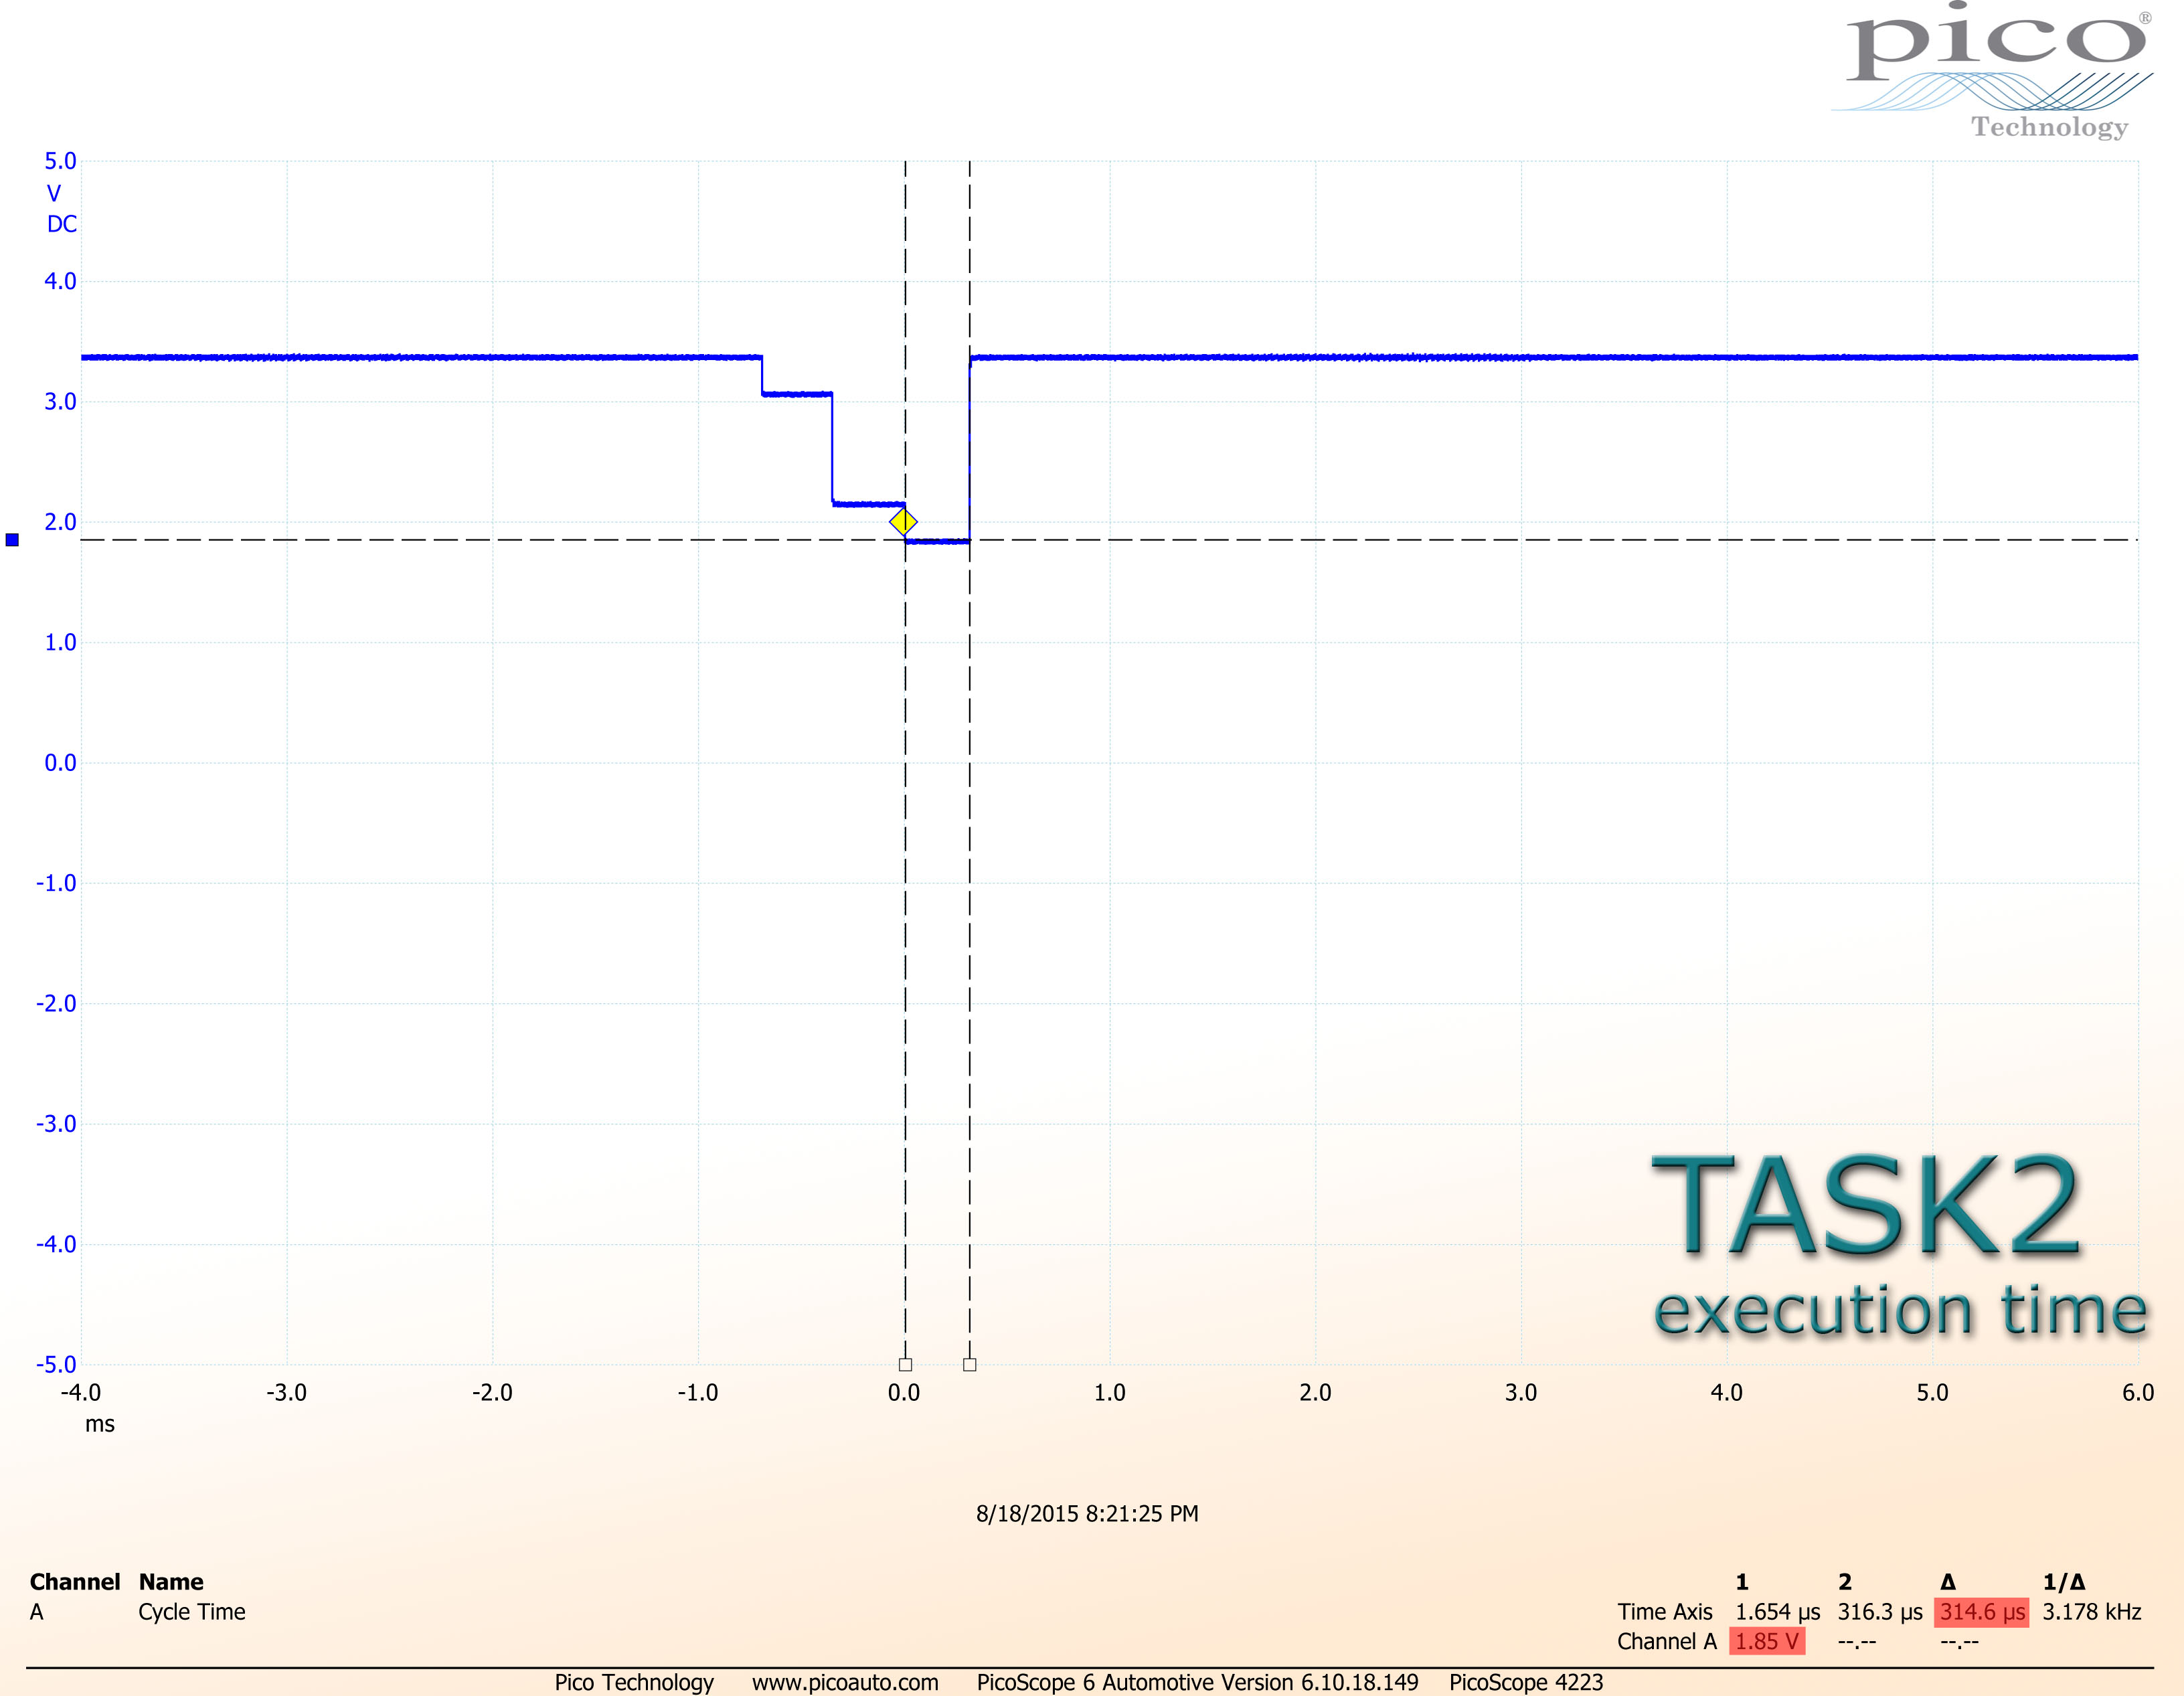 pico®
Technology
5.0
V
DC
4.0
3.0
2.0
1.0
0.0
-1.0
-2.0
-3.0
-4.0
-5.0
-4.0 -3.0 -2.0 -1.0 0.0 1.0 2.0 3.0 4.0 5.0 6.0
ms
TASK2
execution time
8/18/2015 8:21:25 PM
Channel Name
A Cycle Time
1 2 Δ 1/Δ
Time Axis 1.654 µs 316.3 µs 314.6 µs 3.178 kHz
Channel A 1.85 V --.-- --.--
Pico Technology www.picoauto.com PicoScope 6 Automotive Version 6.10.18.149 PicoScope 4223